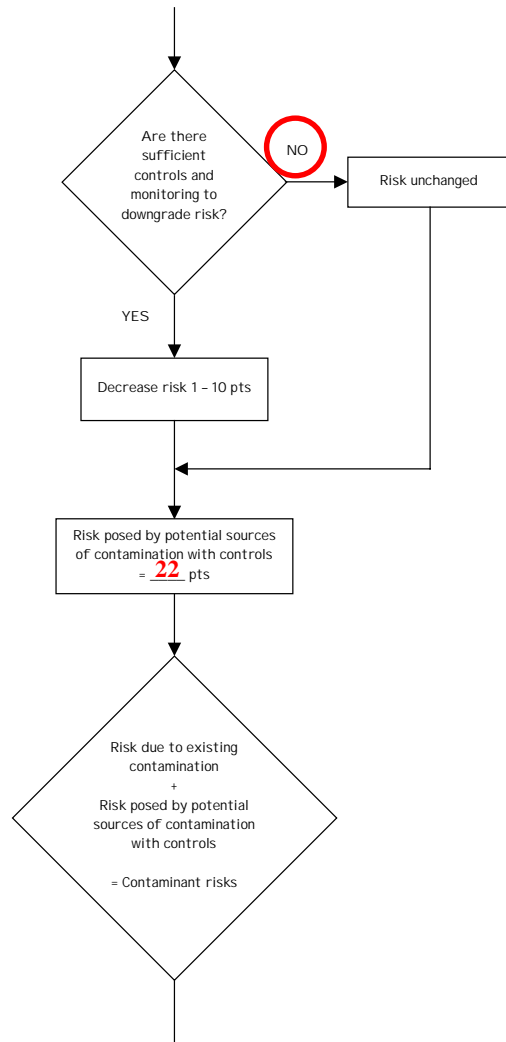 Are there
sufficient
controls and
monitoring to
downgrade risk?
NO
Risk unchanged
YES
Decrease risk 1 – 10 pts
Risk posed by potential sources
of contamination with controls
= 22 pts
Risk due to existing
contamination
+
Risk posed by potential
sources of contamination
with controls
= Contaminant risks